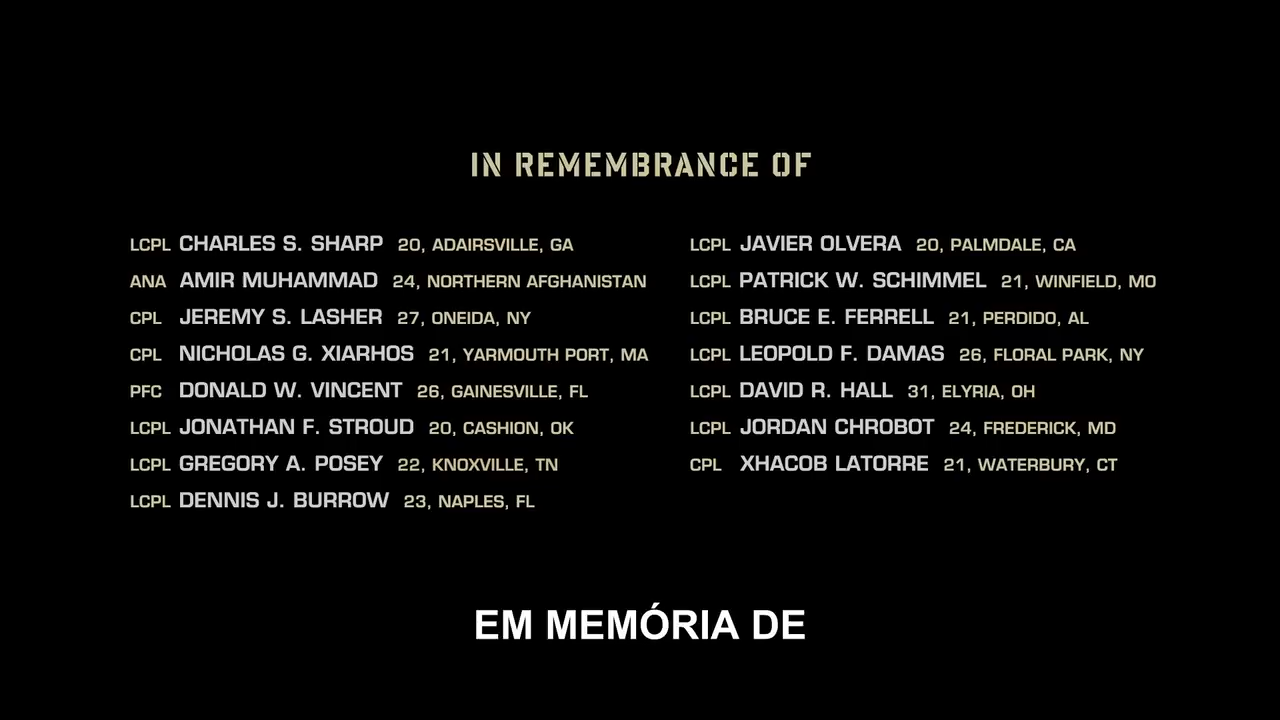 IN REMEMBRANCE OF
LCPL CHARLES S. SHARP 20, ADAIRSVILLE, GA
ANA AMIR MUHAMMAD 24, NORTHERN AFGHANISTAN
CPL JEREMY S. LASHER 27, ONEIDA, NY
CPL NICHOLAS G. XIARHOS 21, YARMOUTH PORT, MA
PFC DONALD W. VINCENT 26, GAINESVILLE, FL
LCPL JONATHAN F. STROUD 20, CASHION, OK
LCPL GREGORY A. POSEY 22, KNOXVILLE, TN
LCPL DENNIS J. BURROW 23, NAPLES, FL
LCPL JAVIER OLVERA 20, PALMDALE, CA
LCPL PATRICK W. SCHIMMEL 21, WINFIELD, MO
LCPL BRUCE E. FERRELL 21, PERDIDO, AL
LCPL LEOPOLD F. DAMAS 26, FLORAL PARK, NY
LCPL DAVID R. HALL 31, ELYRIA, OH
LCPL JORDAN CHROBOT 24, FREDERICK, MD
CPL XHACOB LATORRE 21, WATERBURY, CT
EM MEMÓRIA DE